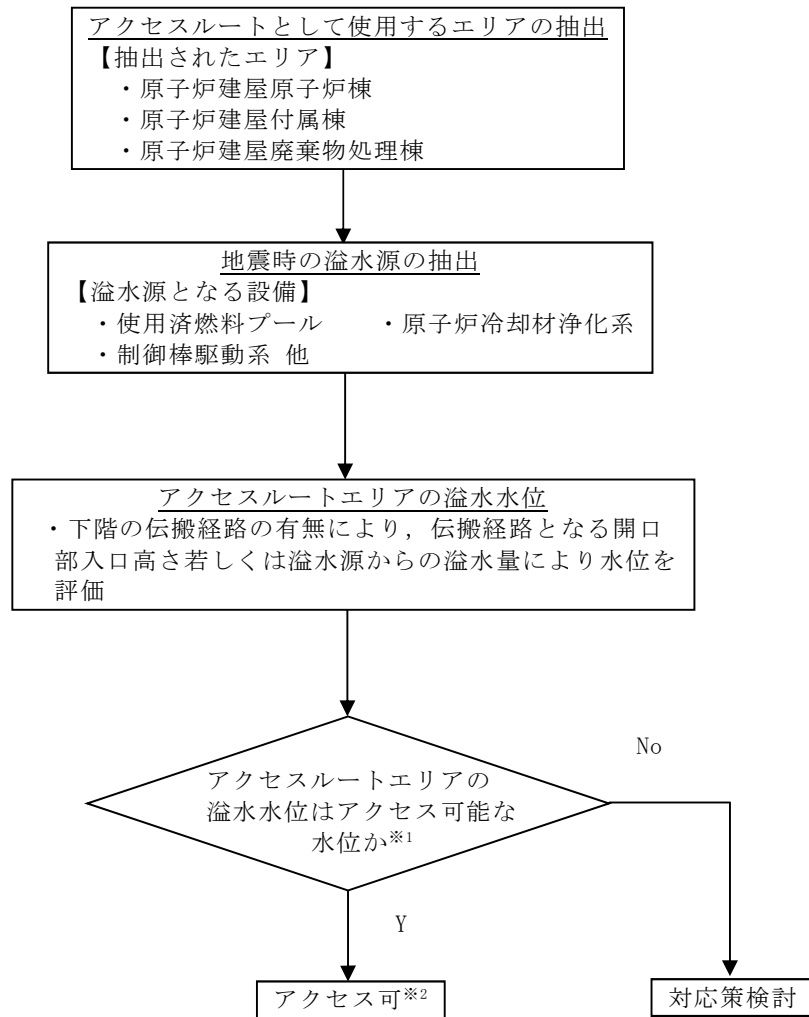 アクセスルートとして使用するエリアの抽出
【抽出されたエリア】
・原子炉建屋原子炉棟
・原子炉建屋付属棟
・原子炉建屋廃棄物処理棟
地震時の溢水源の抽出
【溢水源となる設備】
・使用済燃料プール ・原子炉冷却材浄化系
・制御棒駆動系 他
アクセスルートエリアの溢水水位
・下階の伝搬経路の有無により，伝搬経路となる開口
部入口高さ若しくは溢水源からの溢水量により水位を
評価
No
アクセスルートエリアの
溢水水位はアクセス可能な
水位か※1
Y
アクセス可※2
対応策検討